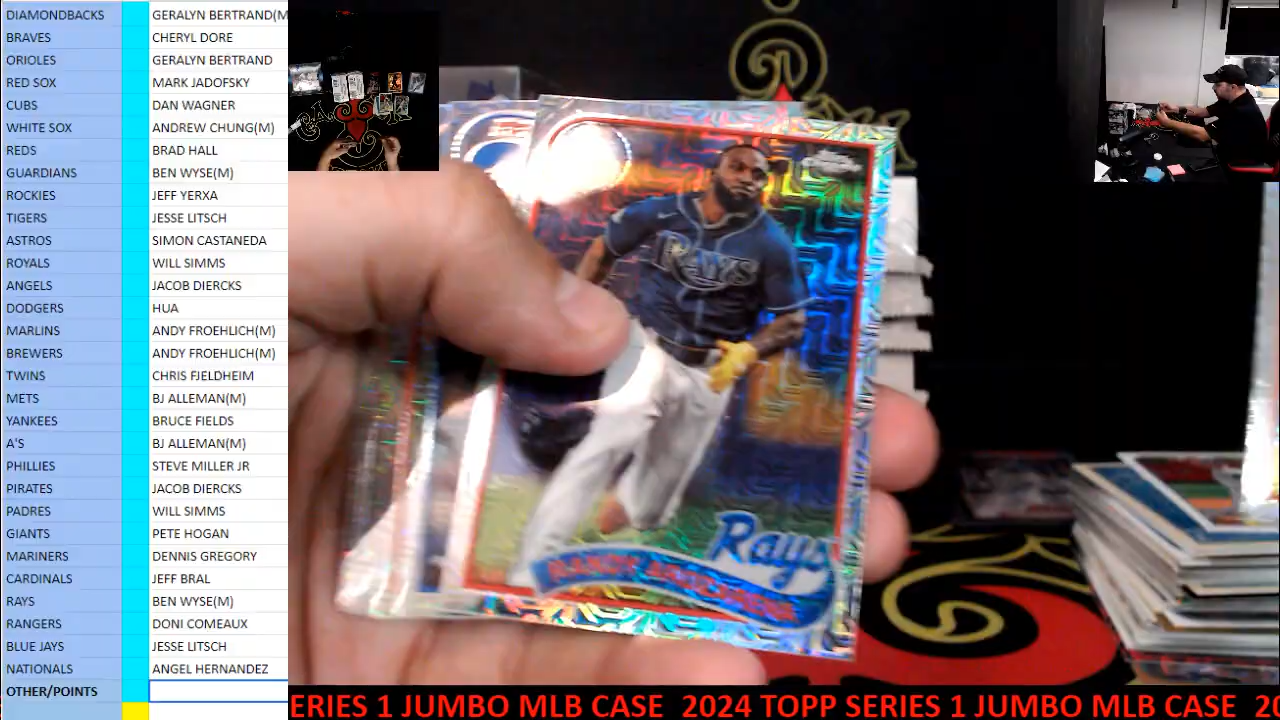 DIAMONDBACKS GERALYN BERTRAND(M
BRAVES CHERYL DORE
ORIOLES GERALYN BERTRAND
RED SOX MARK JADOFSKY
CUBS DAN WAGNER
WHITE SOX ANDREW CHUNG(M)
REDS BRAD HALL
GUARDIANS BEN WYSE(M)
ROCKIES JEFF YERXA
TIGERS JESSE LITSCH
ASTROS SIMON CASTANEDA
ROYALS WILL SIMMS
ANGELS JACOB DIERCKS
DODGERS HUA
MARLINS ANDY FROEHLICH(M)
BREWERS ANDY FROEHLICH(M)
TWINS CHRIS FJELDHEIM
METS BJ ALLEMAN(M)
YANKEES BRUCE FIELDS
A'S BJ ALLEMAN(M)
PHILLIES STEVE MILLER JR
PIRATES JACOB DIERCKS
PADRES WILL SIMMS
GIANTS PETE HOGAN
MARINERS DENNIS GREGORY
CARDINALS JEFF BRAL
RAYS BEN WYSE(M)
RANGERS DONI COMEAUX
BLUE JAYS JESSE LITSCH
NATIONALS ANGEL HERNANDEZ
OTHER/POINTS
RAYS
Rays
RANDY AROZARENA
ERIES 1 JUMBO MLB CASE 2024 TOPP SERIES 1 JUMBO MLB CASE 20